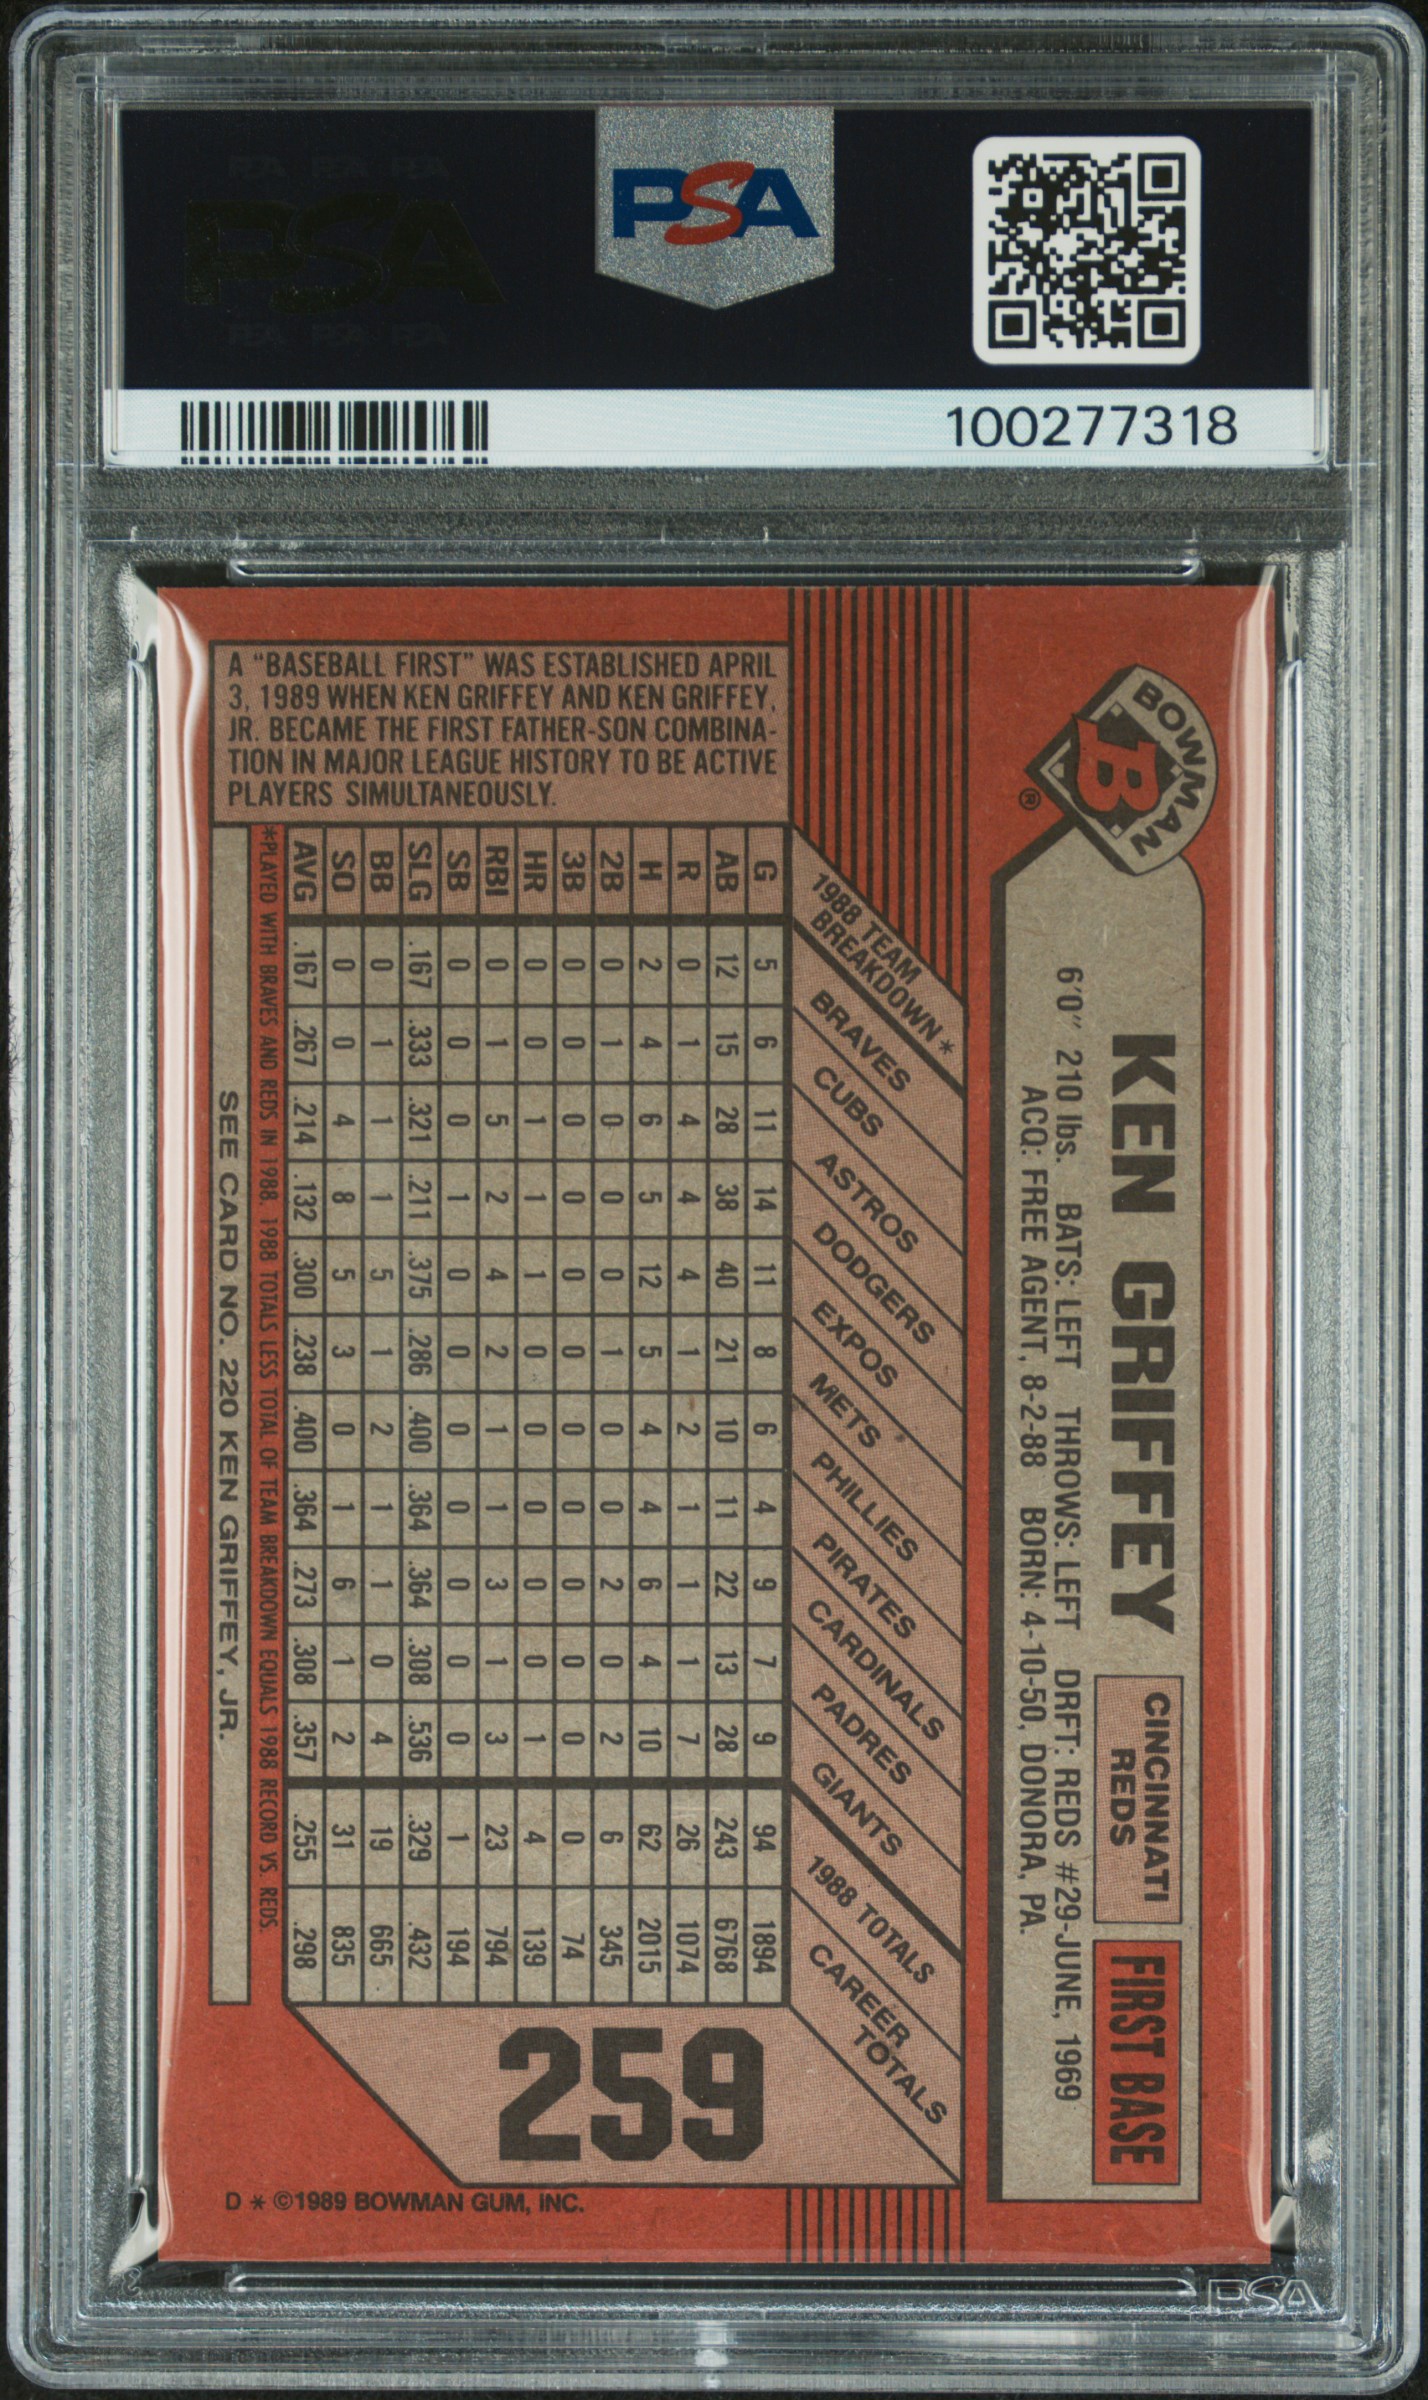 PSA
100277318
BOWMAN
B
®
KEN GRIFFEY
CINCINNATI
REDS
FIRST BASE
6'0" 210 lbs. BATS: LEFT THROWS: LEFT DRFT: REDS #29-JUNE, 1969
ACQ: FREE AGENT, 8-2-88 BORN: 4-10-50, DONORA, PA.
A "BASEBALL FIRST" WAS ESTABLISHED APRIL
3, 1989 WHEN KEN GRIFFEY AND KEN GRIFFEY,
JR. BECAME THE FIRST FATHER-SON COMBINA-
TION IN MAJOR LEAGUE HISTORY TO BE ACTIVE
PLAYERS SIMULTANEOUSLY.
1988 TEAM
BREAKDOWN*
BRAVES
CUBS
ASTROS
DODGERS
EXPOS
METS
PHILLIES
PIRATES
CARDINALS
PADRES
GIANTS
1988 TOTALS
CAREER
TOTALS
G 5 6 11 14 11 8 6 4 9 7 9 94 1894
AB 12 15 28 38 40 21 10 11 22 13 28 243 6768
R 0 1 4 4 4 1 2 1 1 1 7 26 1074
H 2 4 6 5 12 5 4 4 6 4 10 62 2015
2B 0 1 0 0 0 1 0 0 2 0 2 6 345
3B 0 0 0 0 0 0 0 0 0 0 0 0 74
HR 0 0 1 1 1 0 0 0 0 0 1 4 139
RBI 0 1 5 2 4 2 1 1 3 1 3 23 794
SB 0 0 0 1 0 0 0 0 0 0 0 1 194
SLG .167 .333 .321 .211 .375 .286 .400 .364 .364 .308 .536 .329 .432
BB 0 1 1 1 5 1 2 1 1 0 4 19 665
SO 0 0 4 8 5 3 0 1 6 1 2 31 835
AVG .167 .267 .214 .132 .300 .238 .400 .364 .273 .308 .357 .255 .298
*PLAYED WITH BRAVES AND REDS IN 1988. 1988 TOTALS LESS TOTAL OF TEAM BREAKDOWN EQUALS 1988 RECORD VS. REDS.
SEE CARD NO. 220 KEN GRIFFEY, JR.
259
D * ©1989 BOWMAN GUM, INC.
PSA